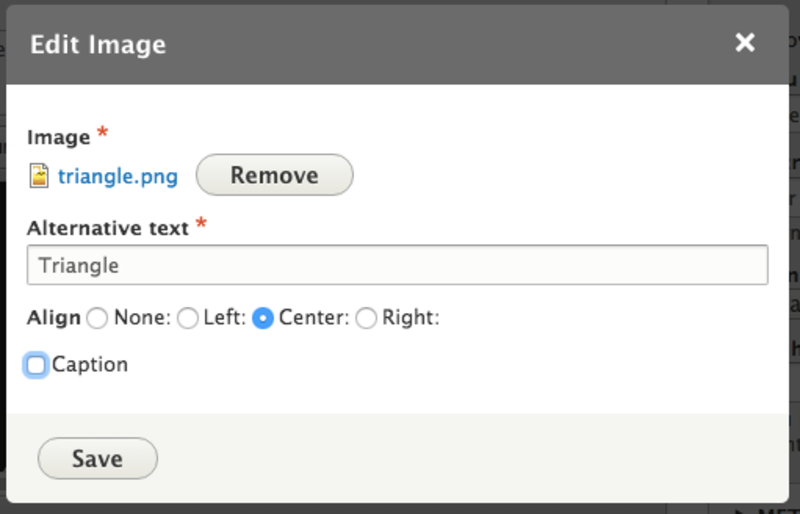 Edit Image
Image *
triangle.png Remove
Alternative text *
Triangle
Align None: Left: Center: Right:
Caption
Save